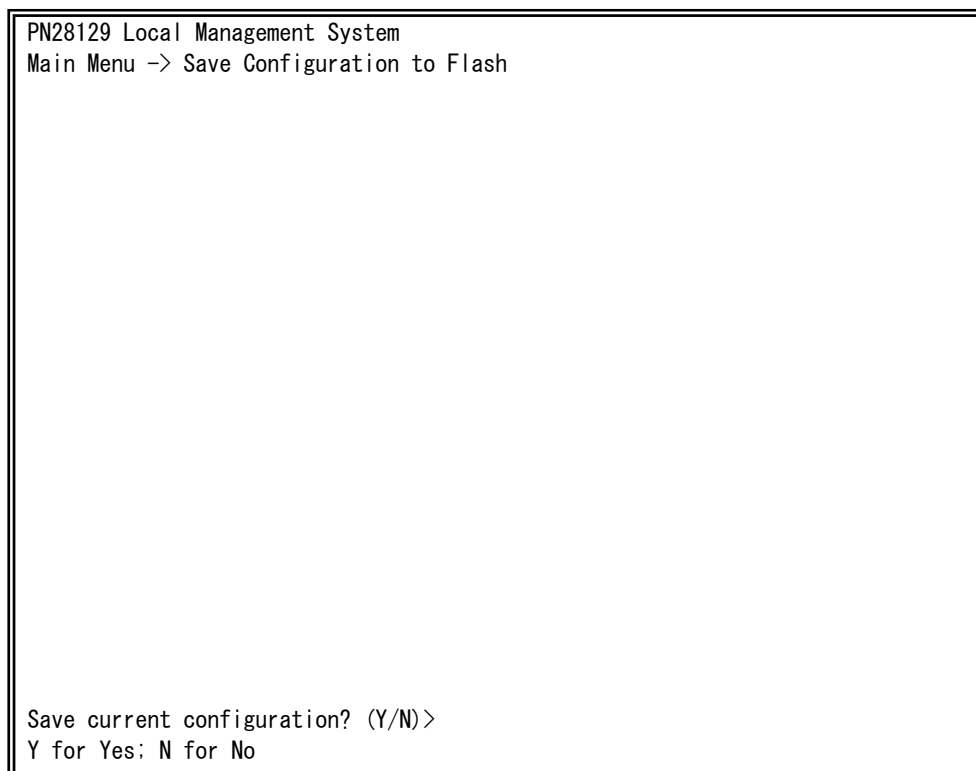 PN28129 Local Management System
Main Menu -> Save Configuration to Flash
Save current configuration? (Y/N)>
Y for Yes; N for No